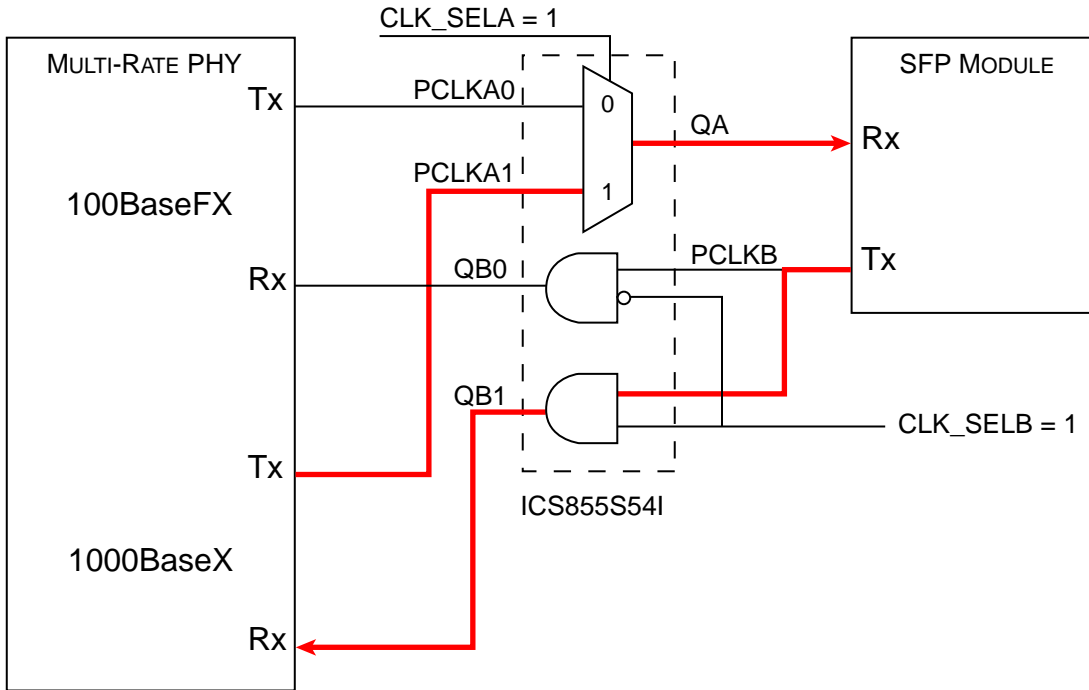 CLK_SELA = 1
MULTI-RATE PHY
SFP MODULE
Tx
PCLKA0
0
QA
Rx
PCLKA1
1
100BaseFX
Rx
QB0
PCLKB
Tx
QB1
CLK_SELB = 1
Tx
ICS855S54I
1000BaseX
Rx